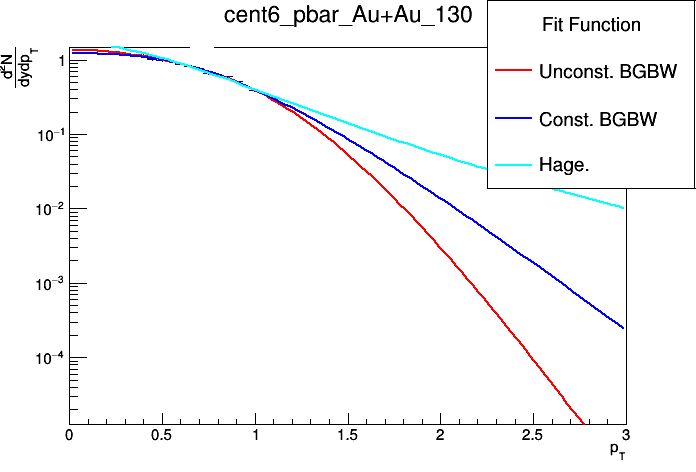 cent6_pbar_Au+Au_130
Fit Function
Unconst. BGBW
Const. BGBW
Hage.
d²N
dydp_T
1
10⁻¹
10⁻²
10⁻³
10⁻⁴
0 0.5 1 1.5 2 2.5 3
p_T